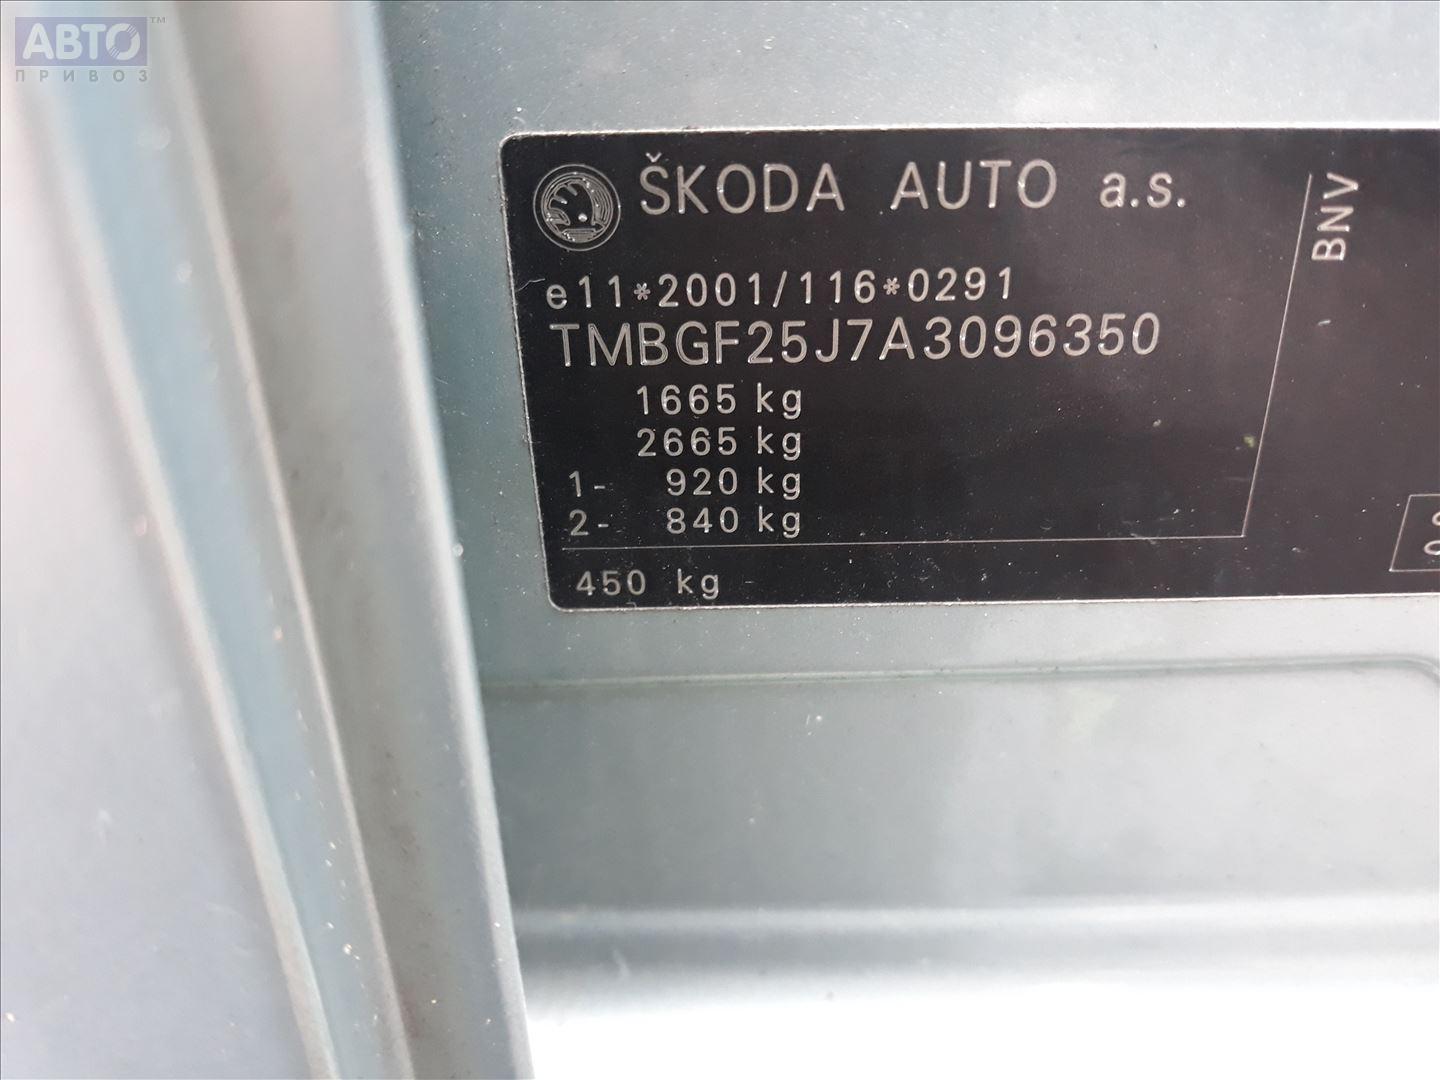 АВТО™
ПРИВОЗ
ŠKODA AUTO a.s.
BNV
e11*2001/116*0291
TMBGF25J7A3096350
1665 kg
2665 kg
1- 920 kg
2- 840 kg
450 kg